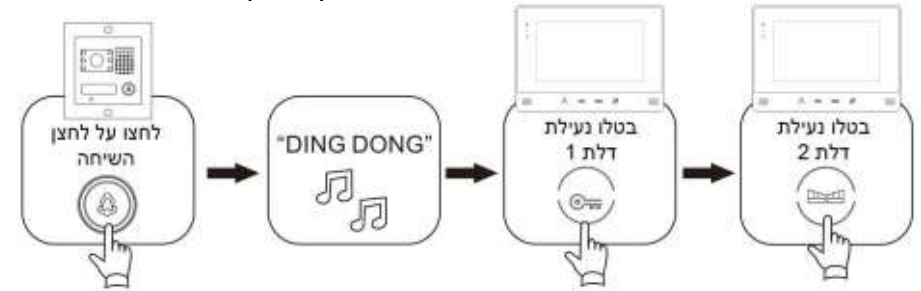 לחצו על לחצן
השיחה
"DING DONG"
בטלו נעילת
דלת 1
בטלו נעילת
דלת 2